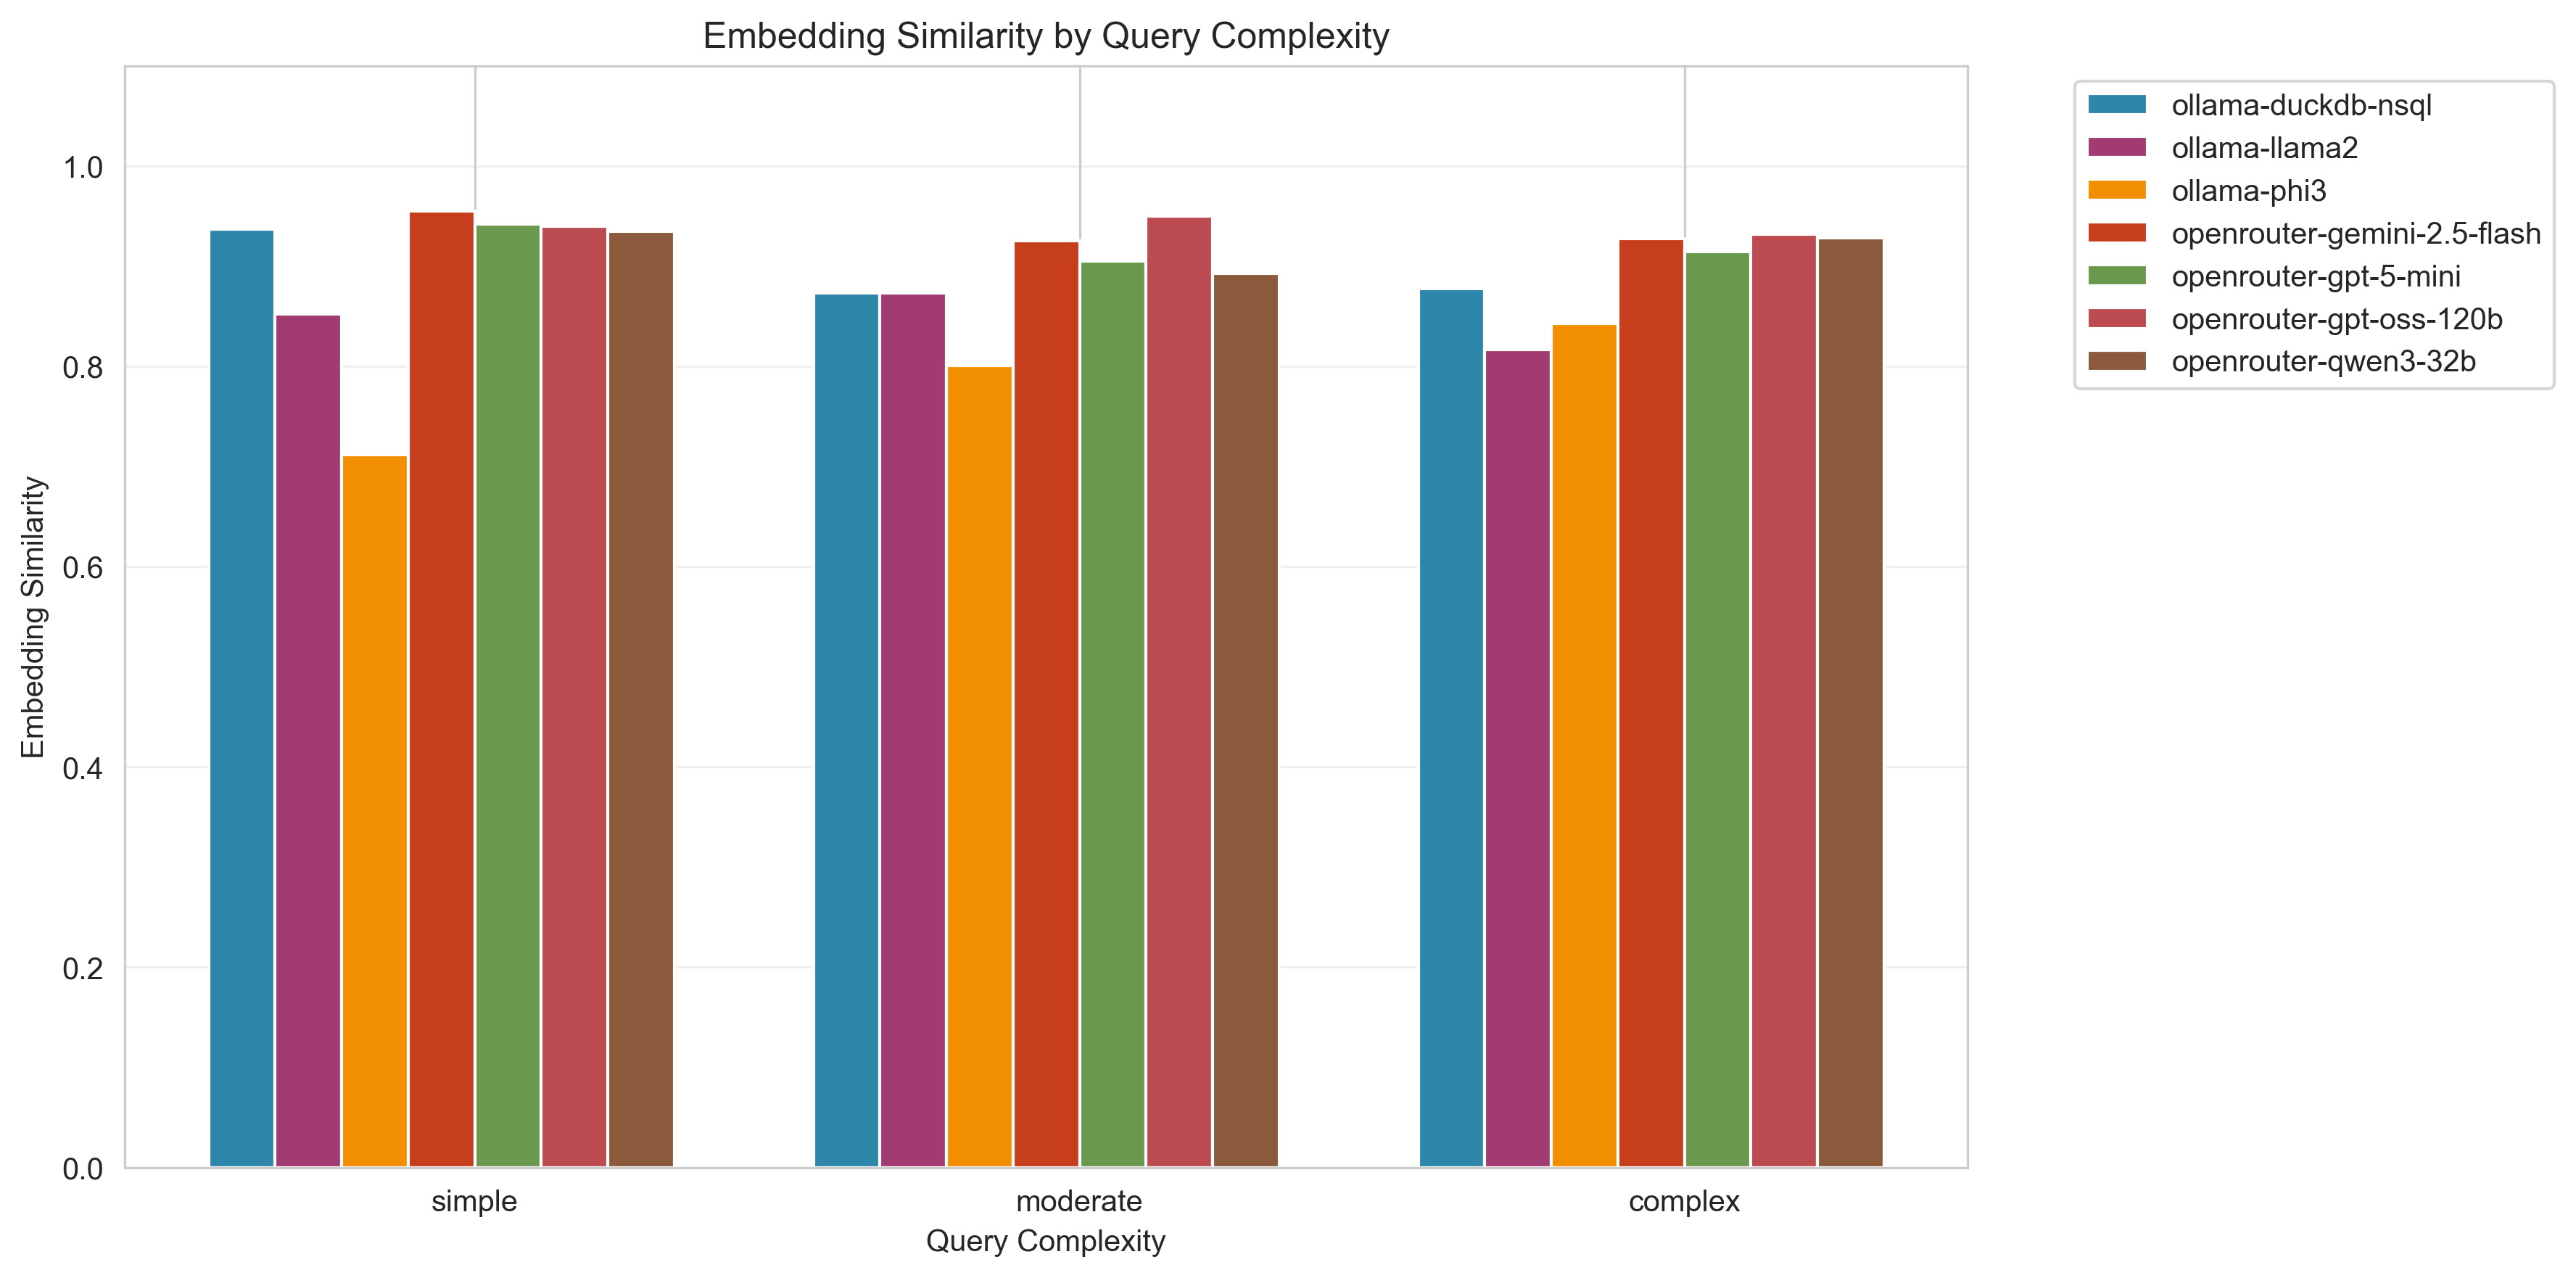 Embedding Similarity by Query Complexity
1.0
0.8
0.6
0.4
0.2
0.0
Embedding Similarity
simple
moderate
complex
Query Complexity
ollama-duckdb-nsql
ollama-llama2
ollama-phi3
openrouter-gemini-2.5-flash
openrouter-gpt-5-mini
openrouter-gpt-oss-120b
openrouter-qwen3-32b